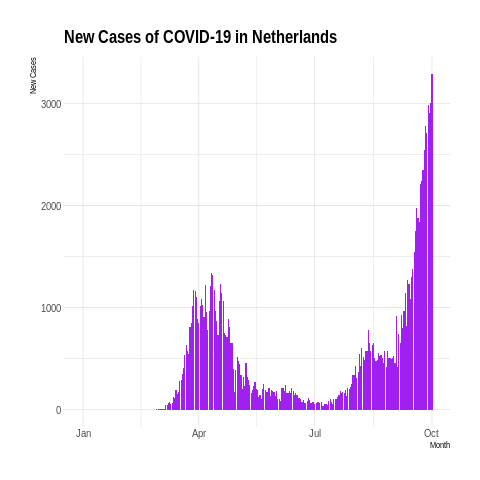 New Cases of COVID-19 in Netherlands
New Cases
3000
2000
1000
0
Jan
Apr
Jul
Oct
Month